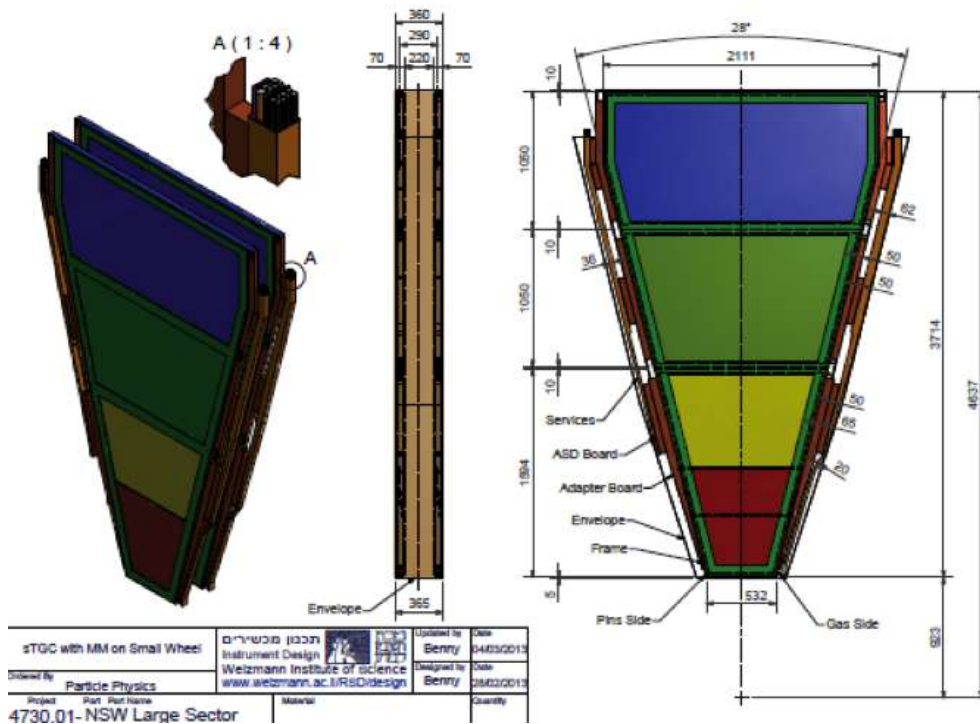 A ( 1 : 4 )
A
360
290
70
220
70
Envelope
365
28°
2111
10
1050
10
1050
10
1594
5
62
36
50
50
50
65
20
3714
4637
923
532
Services
ASD Board
Adapter Board
Envelope
Frame
Pins Side
Gas Side
sTGC with MM on Small Wheel
Ordered By
Particle Physics
Project Part Part Name
4730.01- NSW Large Sector
תכנון מכשירים
Instrument Design
Weizmann Institute of Science
www.weizmann.ac.il/RSD/design
Material
Updated by
Benny
Date
04/03/2013
Designed by
Benny
Date
28/02/2013
Quantity